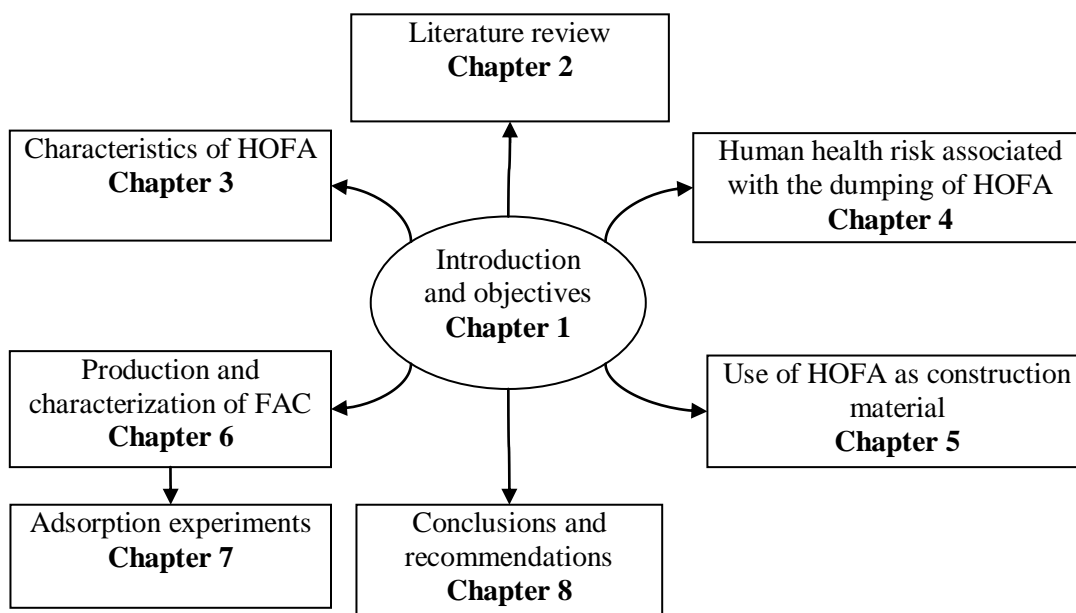 Literature review
Chapter 2
Characteristics of HOFA
Chapter 3
Human health risk associated
with the dumping of HOFA
Chapter 4
Introduction
and objectives
Chapter 1
Production and
characterization of FAC
Chapter 6
Use of HOFA as construction
material
Chapter 5
Adsorption experiments
Chapter 7
Conclusions and
recommendations
Chapter 8